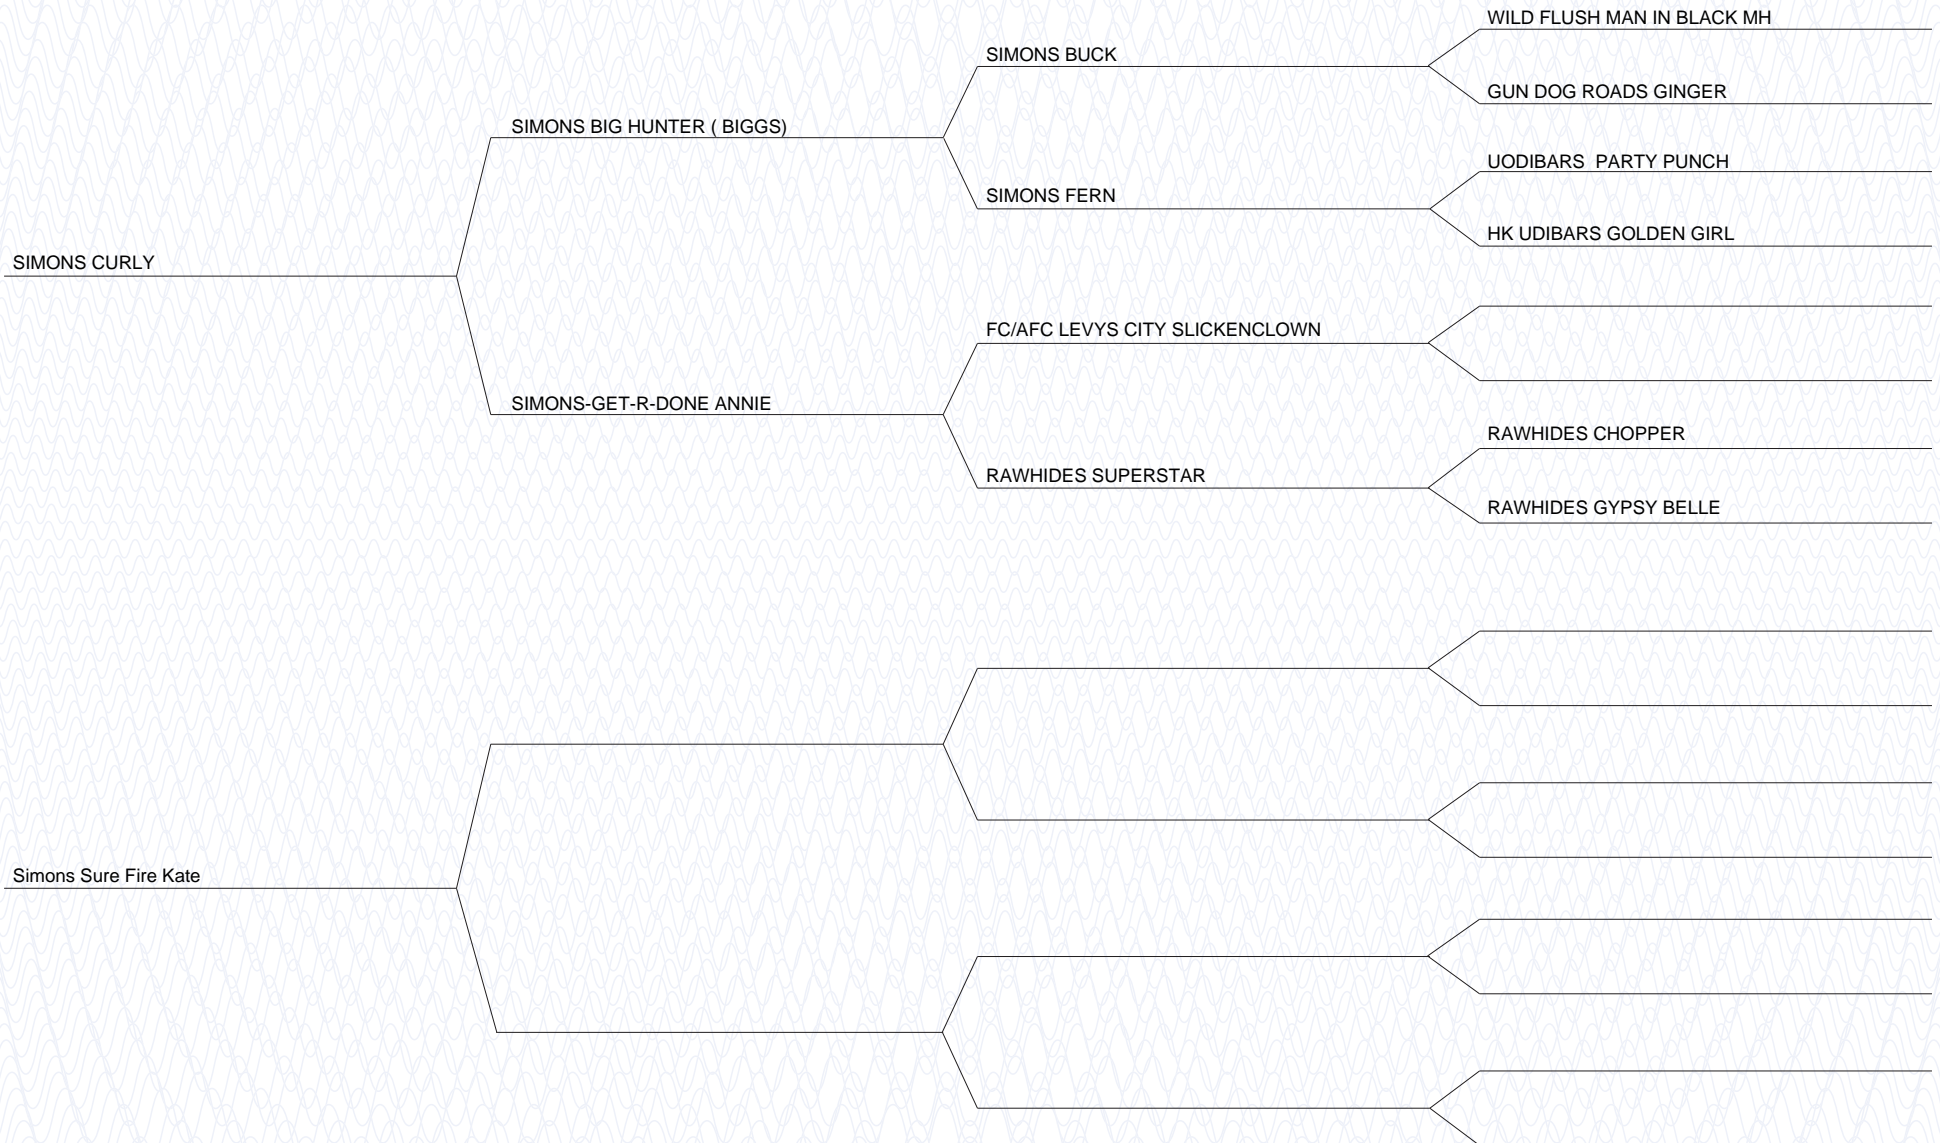 WILD FLUSH MAN IN BLACK MH
SIMONS BUCK
GUN DOG ROADS GINGER
SIMONS BIG HUNTER ( BIGGS)
UODIBARS  PARTY PUNCH
SIMONS FERN
HK UDIBARS GOLDEN GIRL
SIMONS CURLY
FC/AFC LEVYS CITY SLICKENCLOWN
SIMONS-GET-R-DONE ANNIE
RAWHIDES CHOPPER
RAWHIDES SUPERSTAR
RAWHIDES GYPSY BELLE
Simons Sure Fire Kate